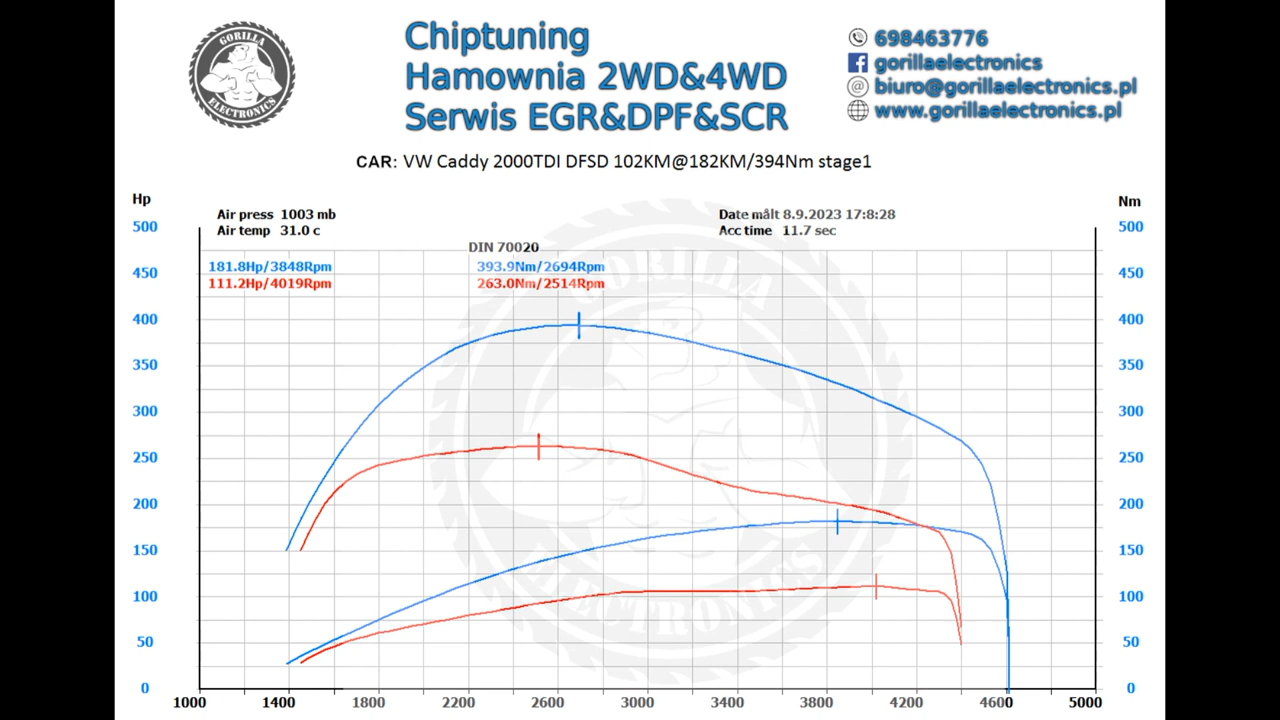 GORILLA
ELECTRONICS
Chiptuning
Hamownia 2WD&4WD
Serwis EGR&DPF&SCR
698463776
gorillaelectronics
biuro@gorillaelectronics.pl
www.gorillaelectronics.pl
CAR: VW Caddy 2000TDI DFSD 102KM@182KM/394Nm stage1
Hp
Nm
Air press 1003 mb
Air temp 31.0 c
Date målt 8.9.2023 17:8:28
Acc time 11.7 sec
DIN 70020
181.8Hp/3848Rpm
393.9Nm/2694Rpm
111.2Hp/4019Rpm
263.0Nm/2514Rpm
500 500
450 450
400 400
350 350
300 300
250 250
200 200
150 150
100 100
50 50
0 0
1000 1400 1800 2200 2600 3000 3400 3800 4200 4600 5000
GORILLA
ELECTRONICS